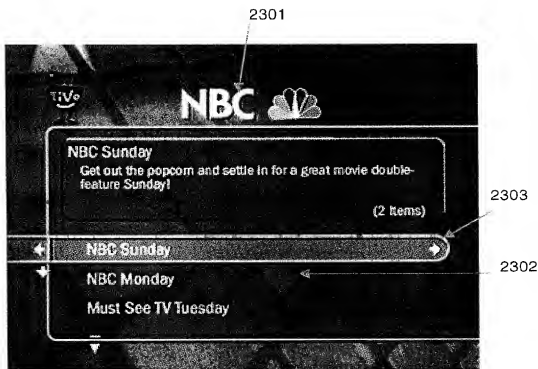 2301
TiVo
NBC
NBC Sunday
Get out the popcorn and settle in for a great movie double-
feature Sunday!
(2 Items)
2303
NBC Sunday
2302
NBC Monday
Must See TV Tuesday